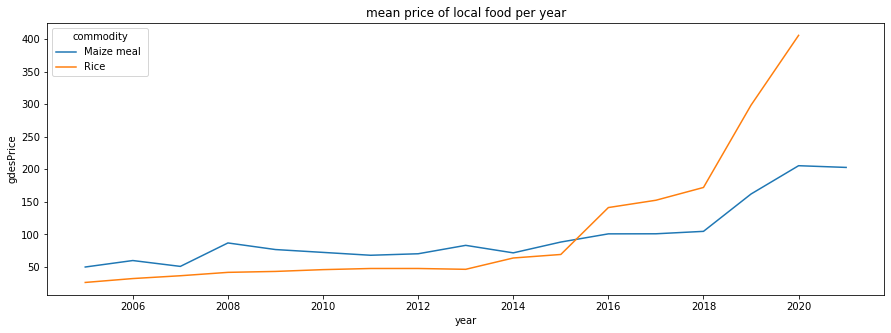 mean price of local food per year
commodity
Maize meal
Rice
gdesPrice
400
350
300
250
200
150
100
50
2006 2008 2010 2012 2014 2016 2018 2020
year